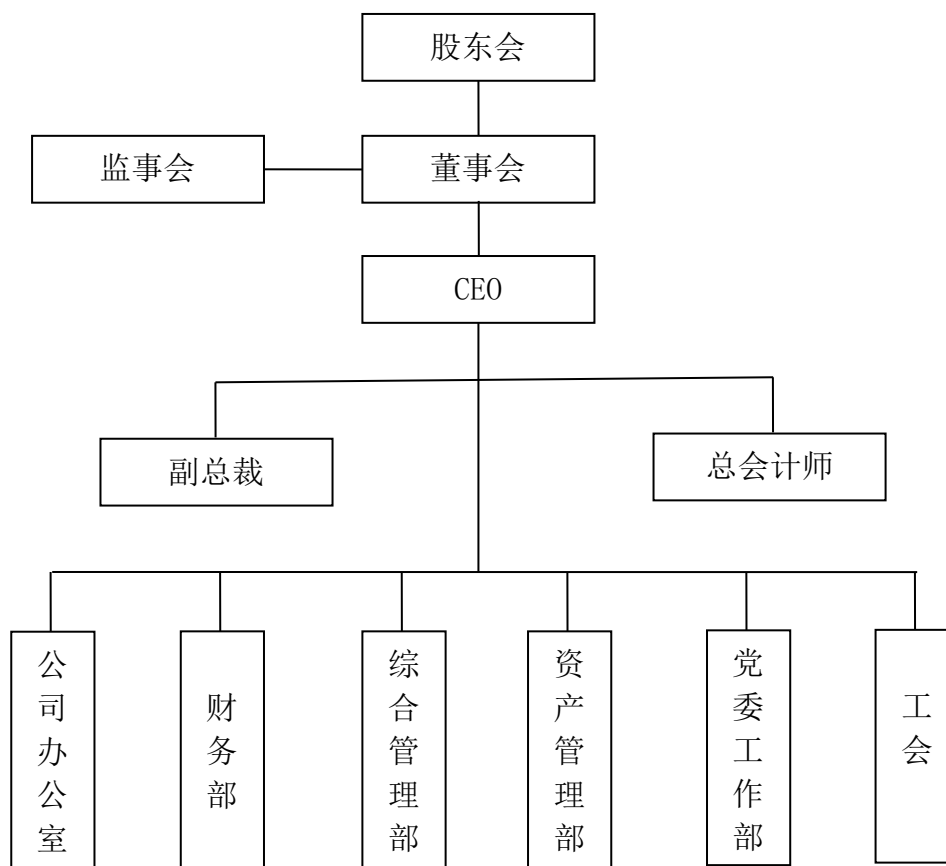 股东会
监事会
董事会
CEO
副总裁
总会计师
公司办公室
财务部
综合管理部
资产管理部
党委工作部
工会